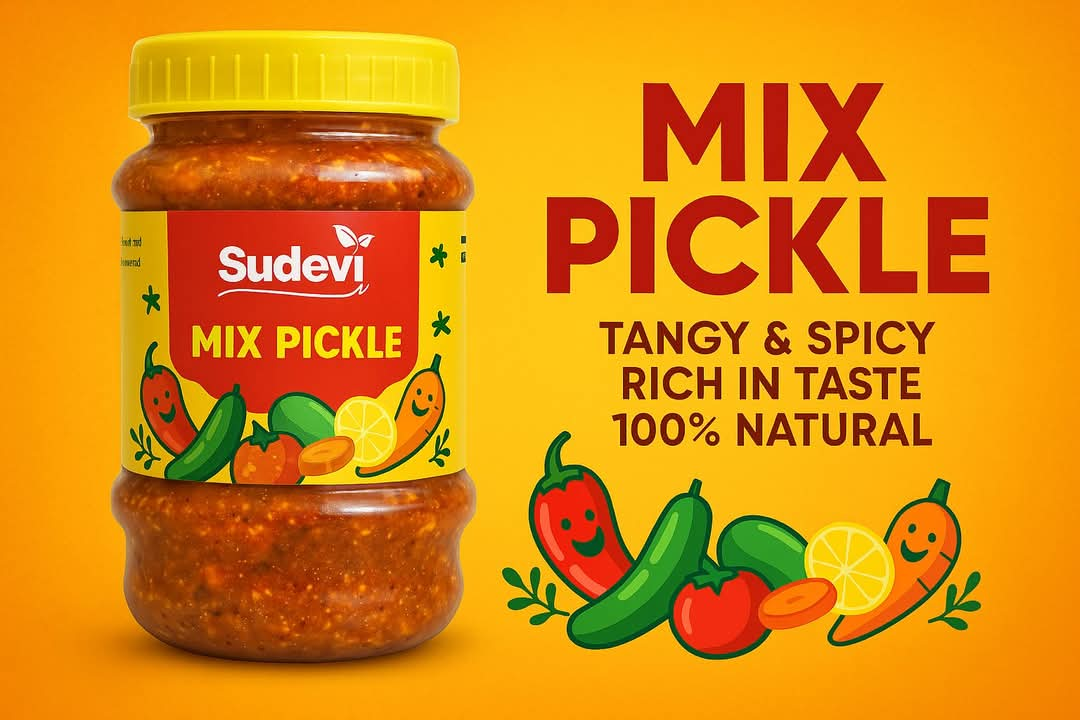 Sudevi
MIX PICKLE
MIX
PICKLE
TANGY & SPICY
RICH IN TASTE
100% NATURAL